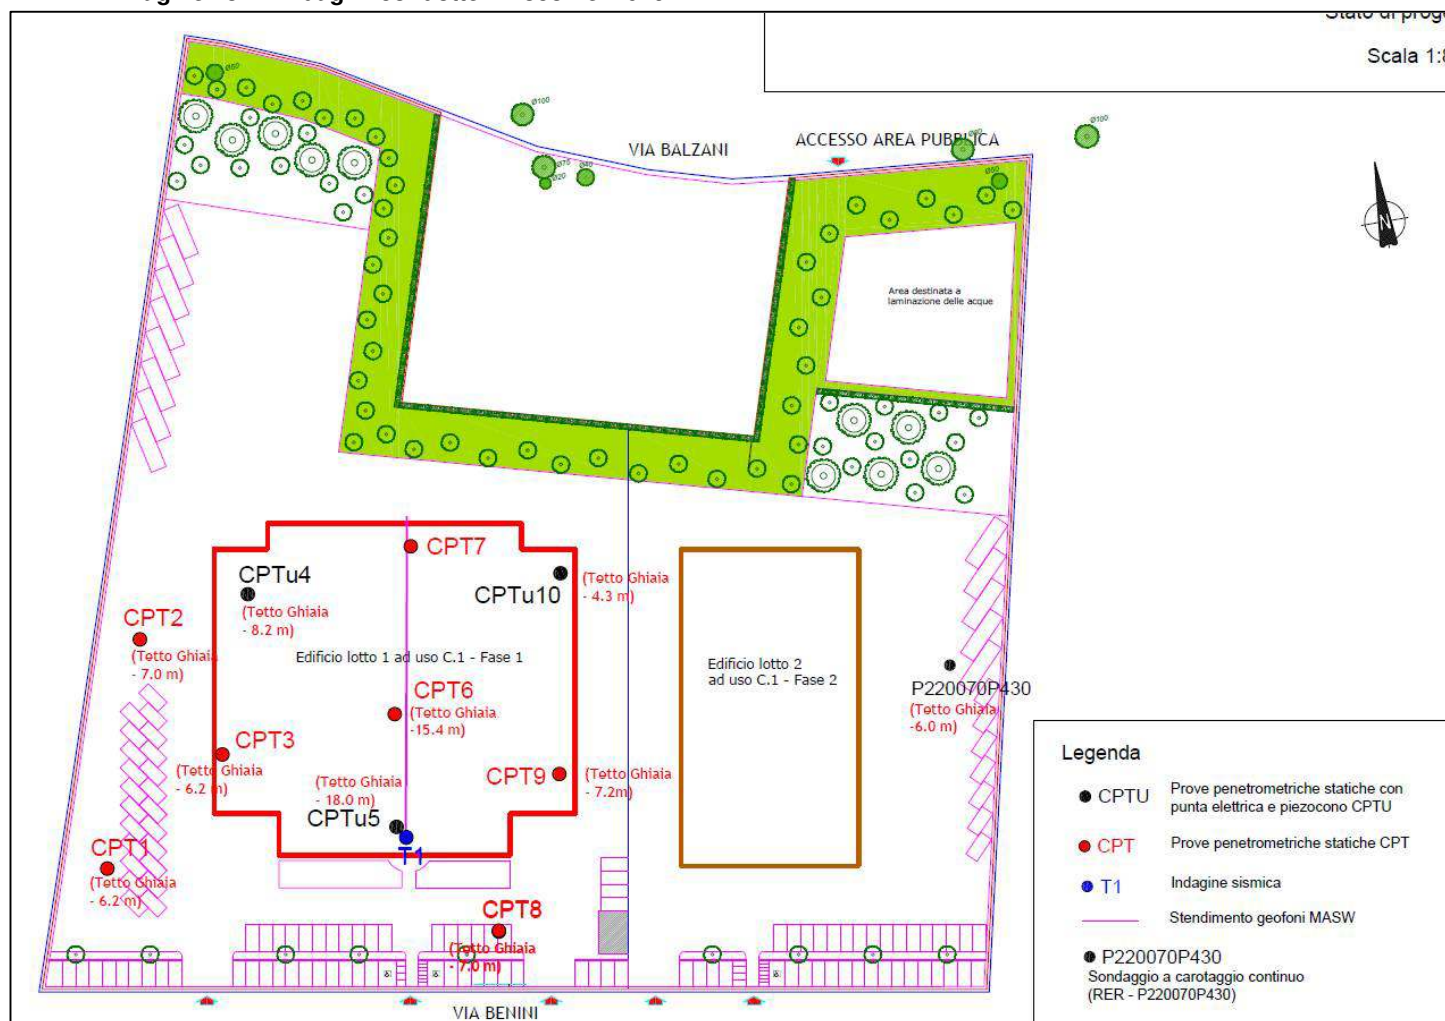 Scala 1:8
Ø60
Ø100
VIA BALZANI
ACCESSO AREA PUBBLICA
Ø100
Ø20
N
Area destinata a
laminazione delle acque
CPT7
CPTu4
(Tetto Ghiaia
- 8.2 m)
CPTu10
(Tetto Ghiaia
- 4.3 m)
CPT2
(Tetto Ghiaia
- 7.0 m)
Edificio lotto 1 ad uso C.1 - Fase 1
Edificio lotto 2
ad uso C.1 - Fase 2
CPT6
(Tetto Ghiaia
-15.4 m)
P220070P430
(Tetto Ghiaia
-6.0 m)
CPT3
(Tetto Ghiaia
- 6.2 m)
(Tetto Ghiaia
- 18.0 m)
CPT9
(Tetto Ghiaia
- 7.2m)
CPTu5
T1
CPT1
(Tetto Ghiaia
- 6.2 m)
CPT8
(Tetto Ghiaia
- 7.0 m)
VIA BENINI
Legenda
CPTU
Prove penetrometriche statiche con
punta elettrica e piezocono CPTU
CPT
Prove penetrometriche statiche CPT
T1
Indagine sismica
Stendimento geofoni MASW
P220070P430
Sondaggio a carotaggio continuo
(RER - P220070P430)